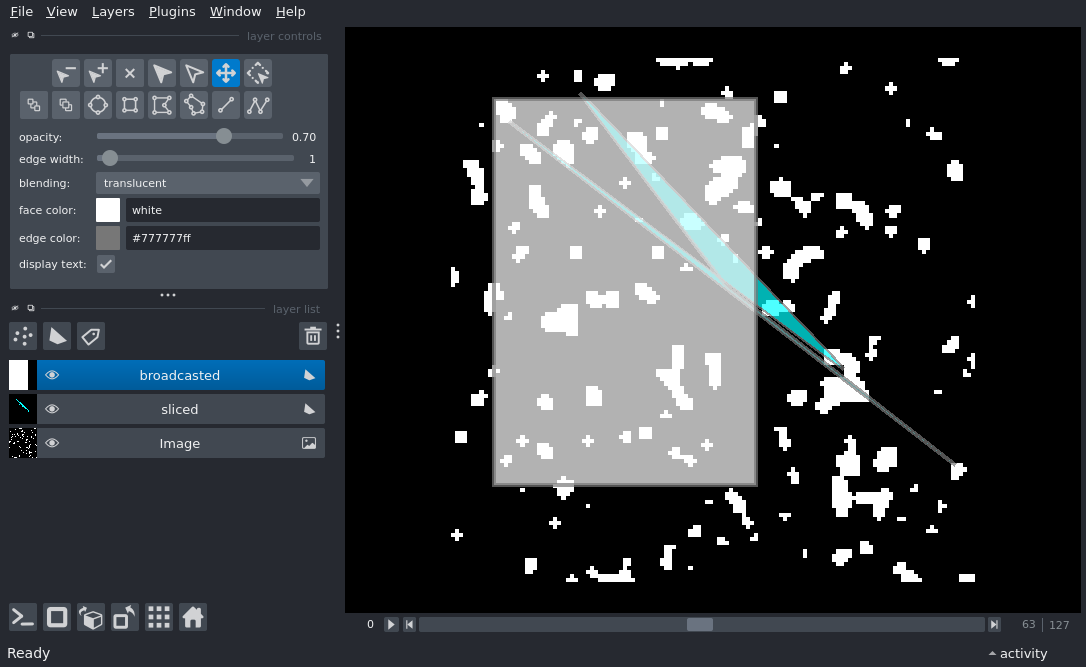 File View Layers Plugins Window Help
layer controls
opacity: 0.70
edge width: 1
blending: translucent
face color: white
edge color: #777777ff
display text:
layer list
broadcasted
sliced
Image
0 63 127
Ready activity